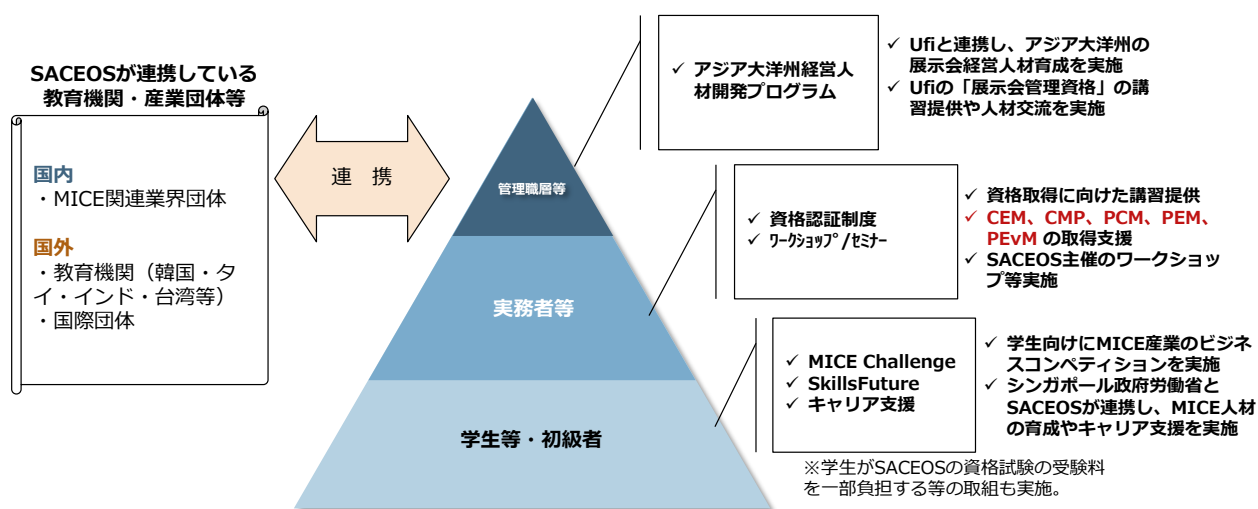 SACEOSが連携している
教育機関・産業団体等
国内
・MICE関連業界団体
国外
・教育機関（韓国・タ
イ・インド・台湾等）
・国際団体
連　携
管理職層等
実務者等
学生等・初級者
✓ アジア大洋州経営人
材開発プログラム
✓ Ufiと連携し、アジア大洋州の
展示会経営人材育成を実施
✓ Ufiの「展示会管理資格」の講
習提供や人材交流を実施
✓ 資格認証制度
✓ ﾜｰｸｼｮｯﾌﾟ/ｾﾐﾅｰ
✓ 資格取得に向けた講習提供
✓ CEM、CMP、PCM、PEM、
PEvM の取得支援
✓ SACEOS主催のワークショッ
プ等実施
✓ MICE Challenge
✓ SkillsFuture
✓ キャリア支援
✓ 学生向けにMICE産業のビジネ
スコンペティションを実施
✓ シンガポール政府労働省と
SACEOSが連携し、MICE人材
の育成やキャリア支援を実施
※学生がSACEOSの資格試験の受験料
を一部負担する等の取組も実施。